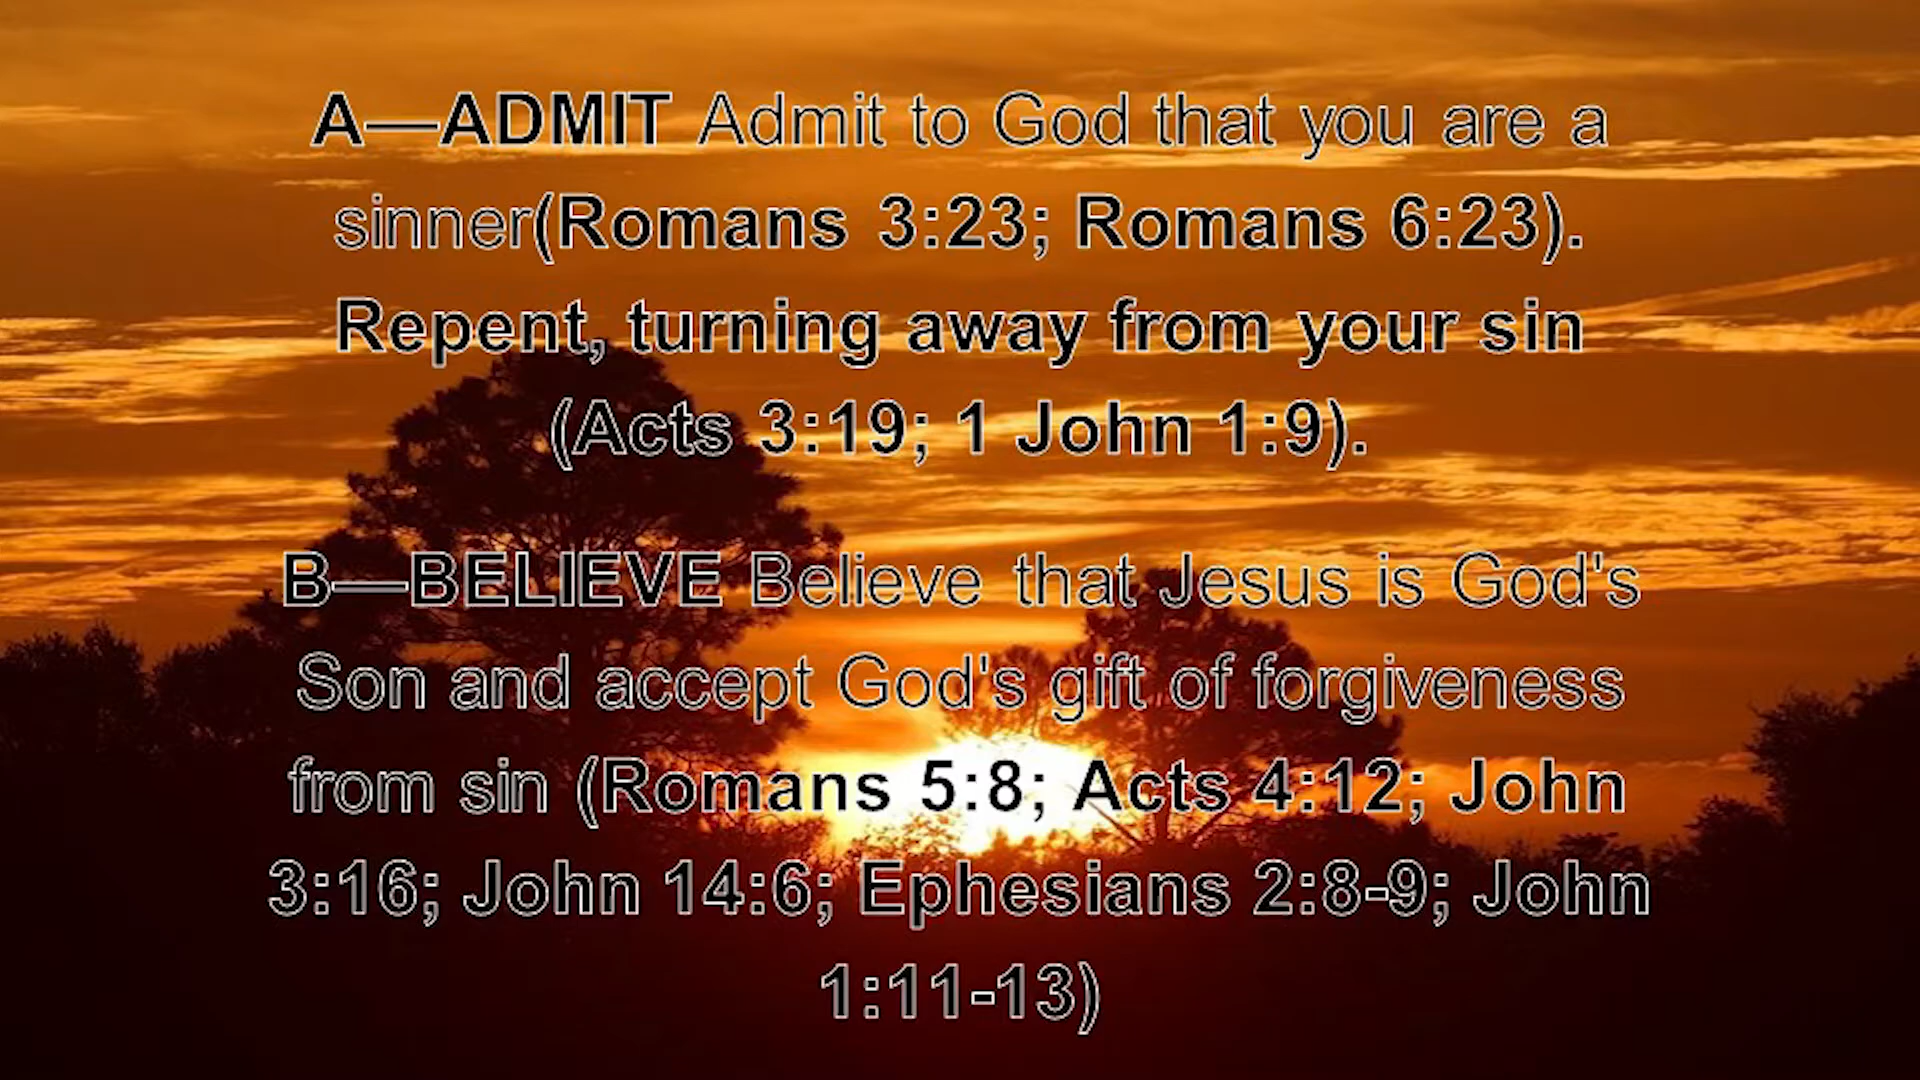 A—ADMIT Admit to God that you are a
sinner(Romans 3:23; Romans 6:23).
Repent, turning away from your sin
(Acts 3:19; 1 John 1:9).
B—BELIEVE Believe that Jesus is God's
Son and accept God's gift of forgiveness
from sin (Romans 5:8; Acts 4:12; John
3:16; John 14:6; Ephesians 2:8-9; John
1:11-13)